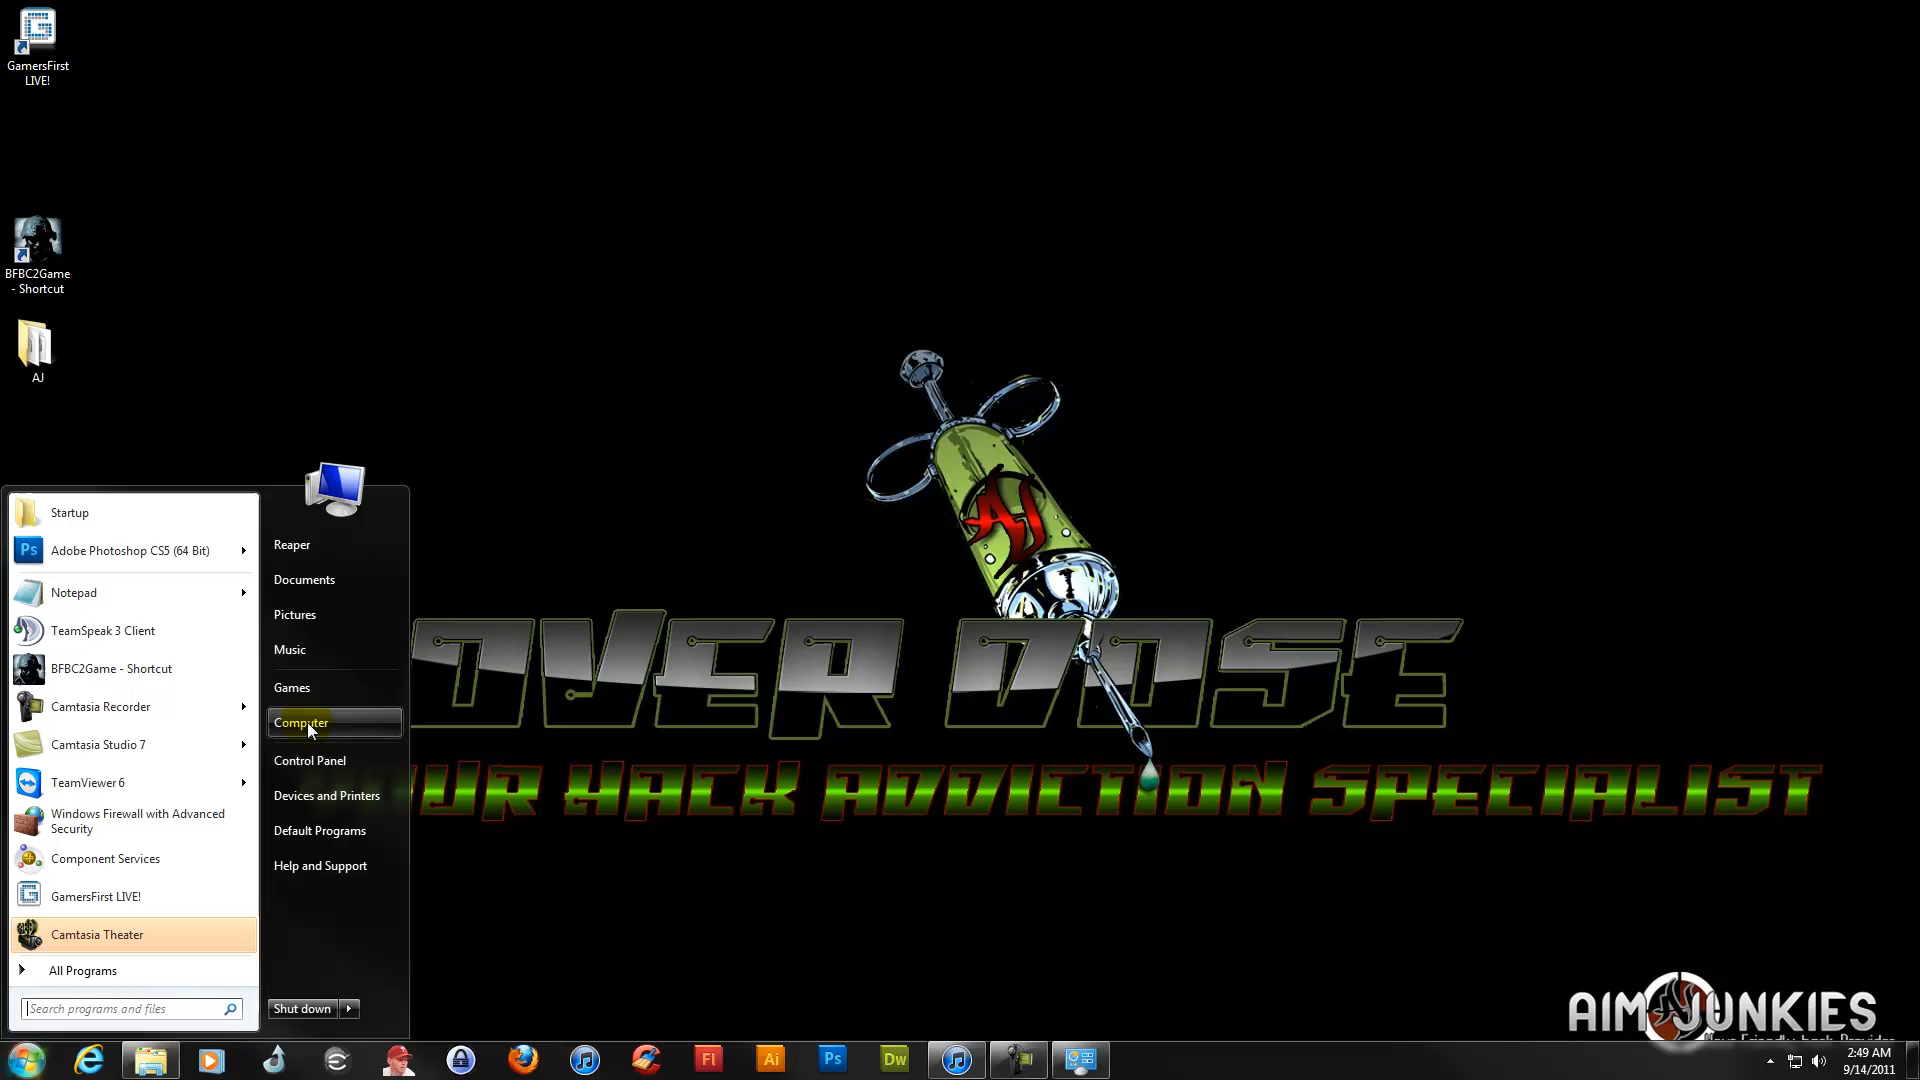 GamersFirst
LIVE!
BFBC2Game
- Shortcut
AJ
Startup
Ps
Adobe Photoshop CS5 (64 Bit)
Notepad
TeamSpeak 3 Client
BFBC2Game - Shortcut
Camtasia Recorder
Camtasia Studio 7
TeamViewer 6
Windows Firewall with Advanced
Security
Component Services
GamersFirst LIVE!
Camtasia Theater
All Programs
Search programs and files
Reaper
Documents
Pictures
Music
Games
Computer
Control Panel
Devices and Printers
Default Programs
Help and Support
Shut down
AJ
OVER DOSE
HACK ADDICTION SPECIALIST
AIMJUNKIES
Fl
Ai
Ps
Dw
2:49 AM
9/14/2011